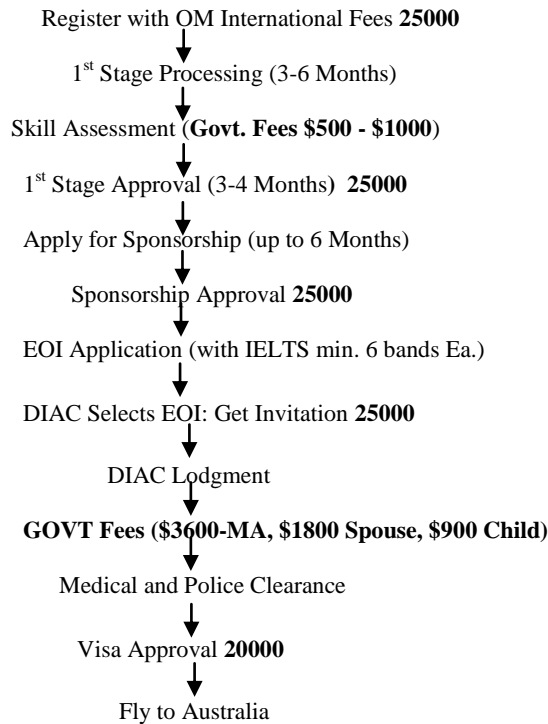 Register with OM International Fees 25000
1st Stage Processing (3-6 Months)
Skill Assessment (Govt. Fees $500 - $1000)
1st Stage Approval (3-4 Months) 25000
Apply for Sponsorship (up to 6 Months)
Sponsorship Approval 25000
EOI Application (with IELTS min. 6 bands Ea.)
DIAC Selects EOI: Get Invitation 25000
DIAC Lodgment
GOVT Fees ($3600-MA, $1800 Spouse, $900 Child)
Medical and Police Clearance
Visa Approval 20000
Fly to Australia